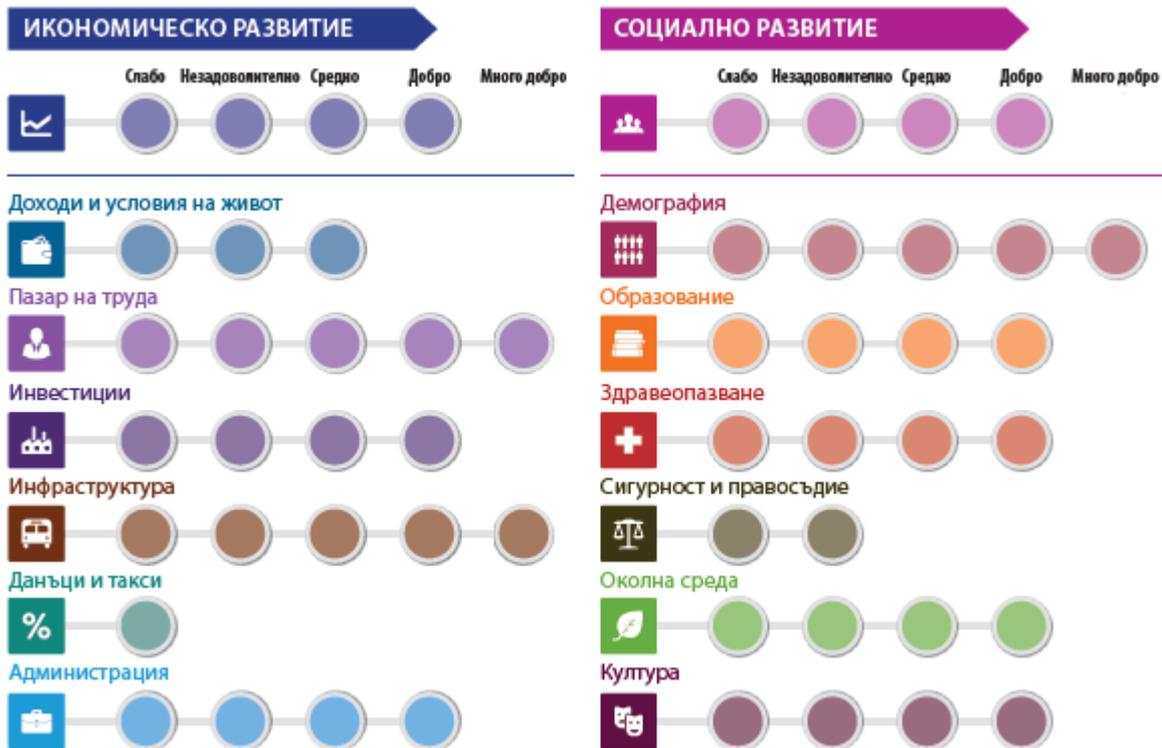 ИКОНОМИЧЕСКО РАЗВИТИЕ
Слабо Незадоволително Средно Добро Много добро
Доходи и условия на живот
Пазар на труда
Инвестиции
Инфраструктура
Данъци и такси
%
Администрация
СОЦИАЛНО РАЗВИТИЕ
Слабо Незадоволително Средно Добро Много добро
Демография
Образование
Здравеопазване
Сигурност и правосъдие
Околна среда
Култура